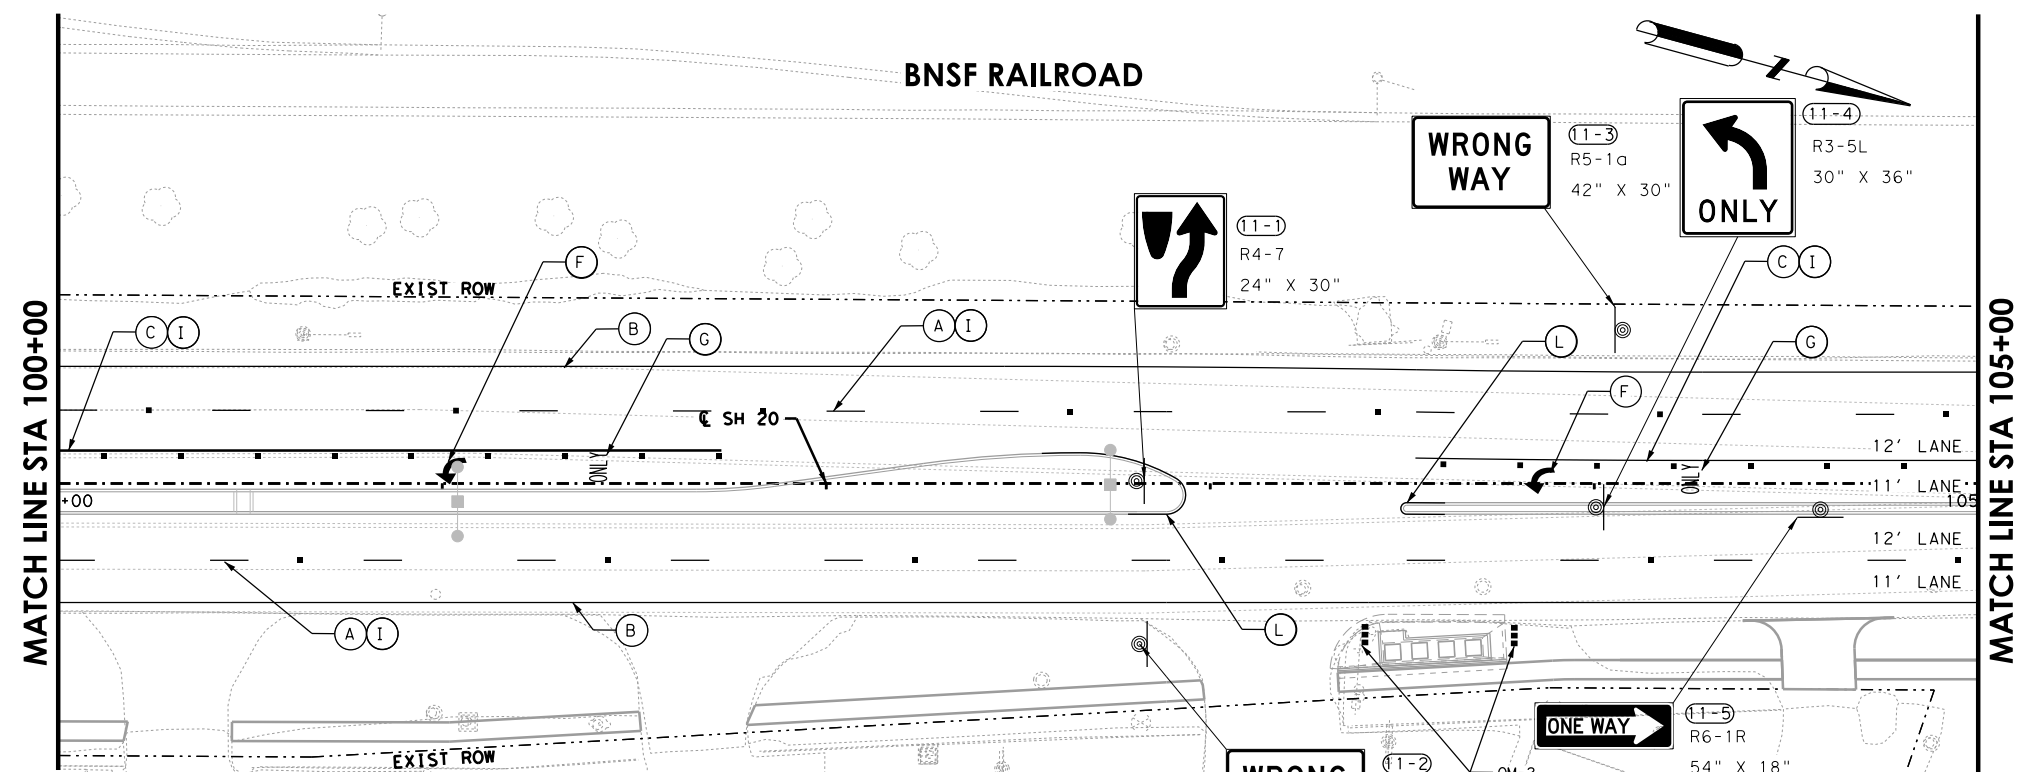 BNSF RAILROAD
WRONG
WAY
11-3
R5-1a
42" X 30"
ONLY
11-4
R3-5L
30" X 36"
11-1
R4-7
24" X 30"
F
C I
EXIST ROW
MATCH LINE STA 100+00
MATCH LINE STA 105+00
C I
B
G
A I
L
G
F
℄ SH 20
12' LANE
ONLY
ONLY
11' LANE
+00
105
12' LANE
11' LANE
A I
B
L
ONE WAY
11-5
R6-1R
54" X 18"
EXIST ROW
WRONG
11-2
OM-3